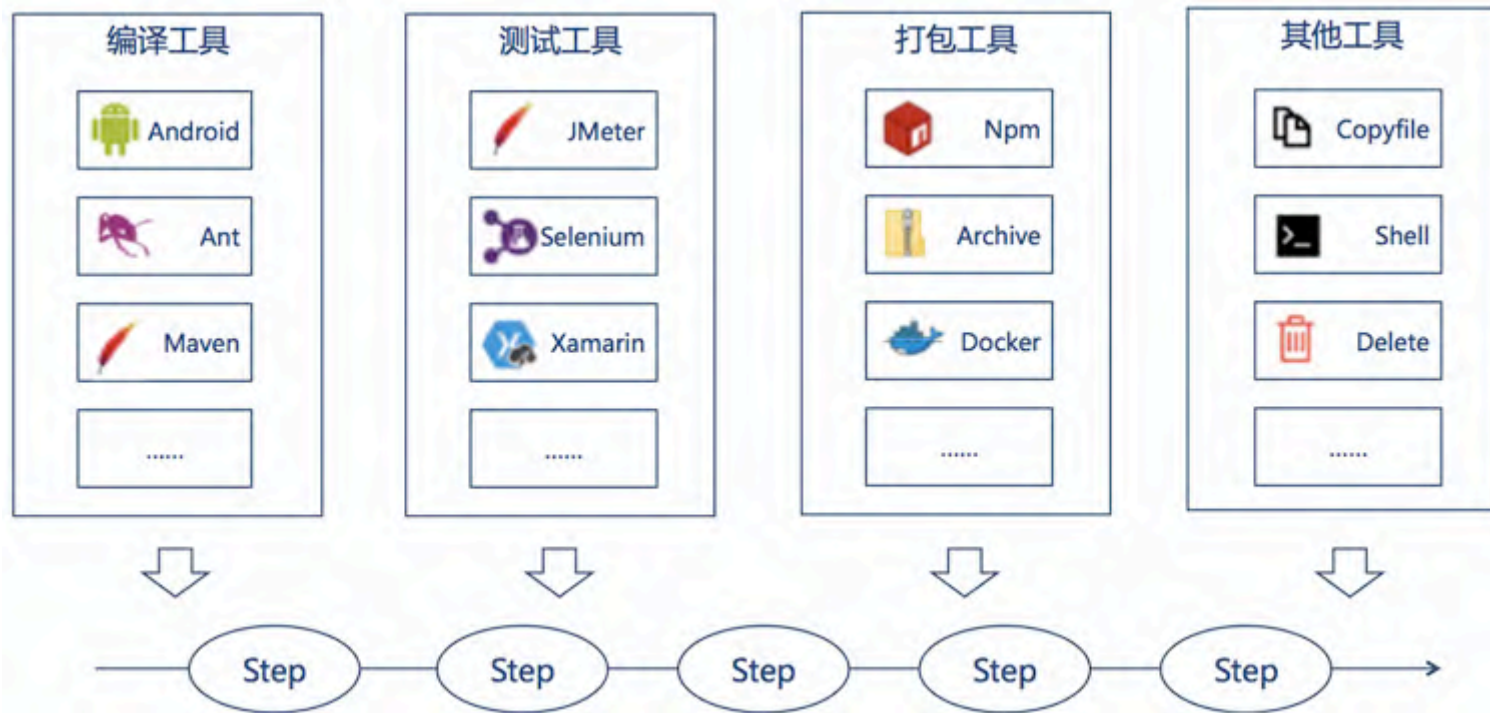 编译工具
Android
Ant
Maven
……
测试工具
JMeter
Selenium
Xamarin
……
打包工具
Npm
Archive
Docker
……
其他工具
Copyfile
Shell
Delete
……
Step
Step
Step
Step
Step